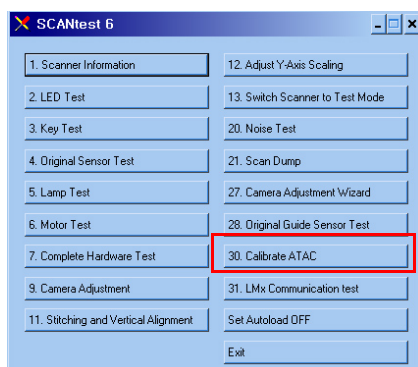 SCANtest 6
1. Scanner Information
2. LED Test
3. Key Test
4. Original Sensor Test
5. Lamp Test
6. Motor Test
7. Complete Hardware Test
9. Camera Adjustment
11. Stitching and Vertical Alignment
12. Adjust Y-Axis Scaling
13. Switch Scanner to Test Mode
20. Noise Test
21. Scan Dump
27. Camera Adjustment Wizard
28. Original Guide Sensor Test
30. Calibrate ATAC
31. LMx Communication test
Set Autoload OFF
Exit